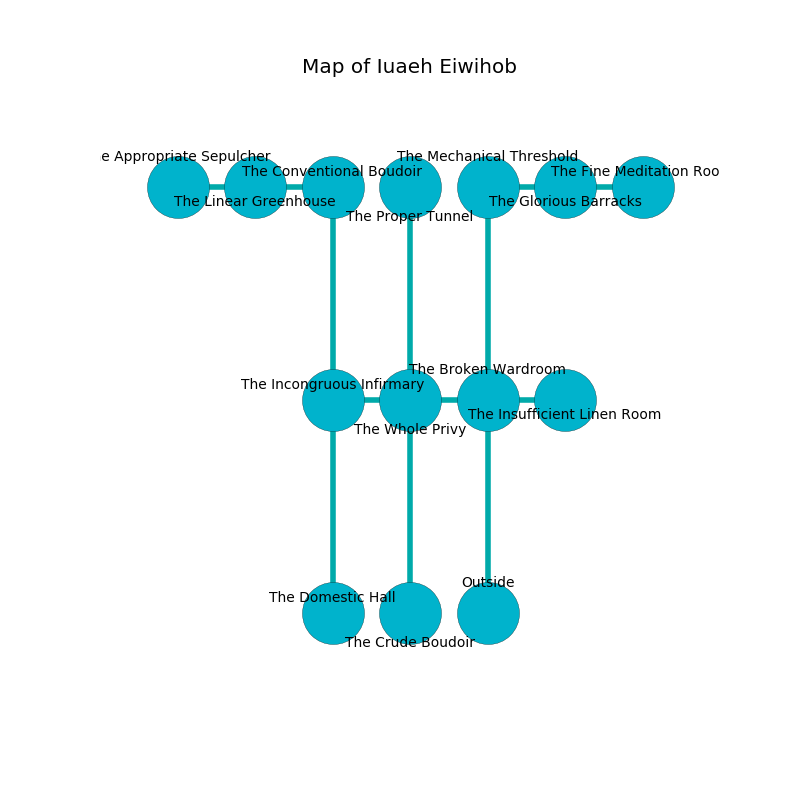 Map of Iuaeh Eiwihob
e Appropriate Sepulcher
The Mechanical Threshold
The Conventional Boudoir
The Fine Meditation Roo
The Linear Greenhouse
The Glorious Barracks
The Proper Tunnel
The Broken Wardroom
The Incongruous Infirmary
The Insufficient Linen Room
The Whole Privy
Outside
The Domestic Hall
The Crude Boudoir